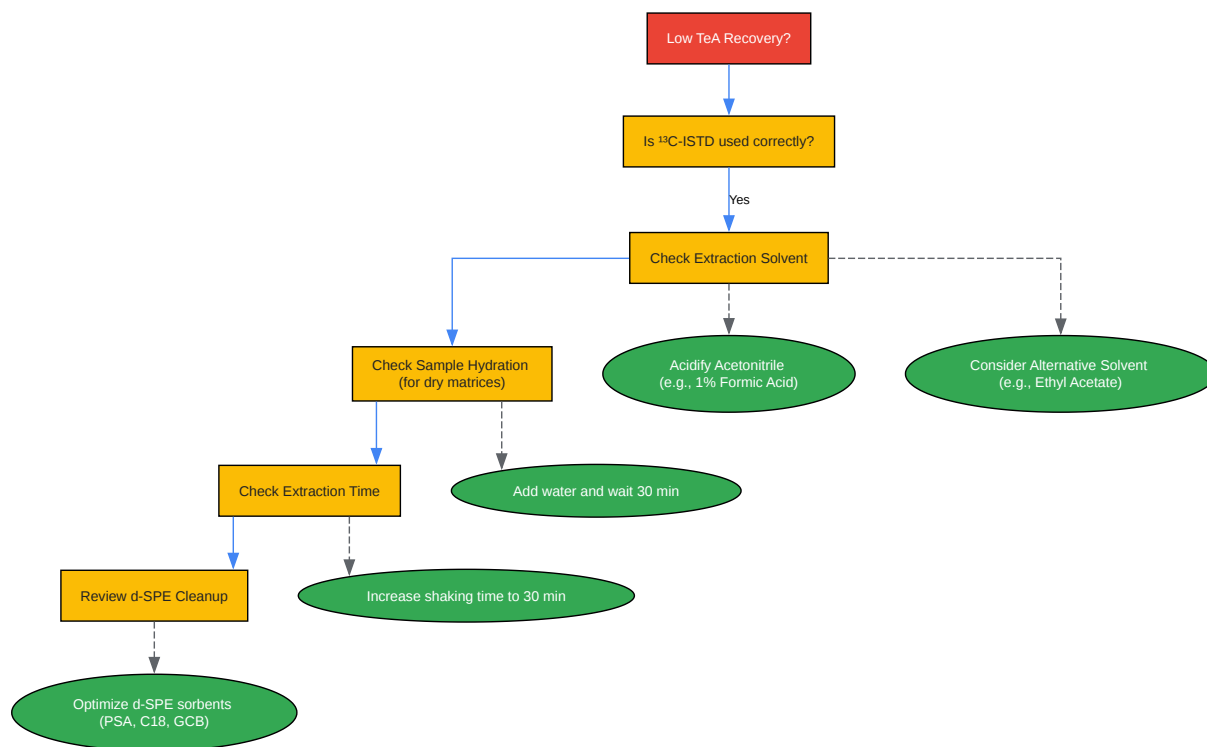 Low TeA Recovery?
Is ¹³C-ISTD used correctly?
Yes
Check Extraction Solvent
Check Sample Hydration
(for dry matrices)
Acidify Acetonitrile
(e.g., 1% Formic Acid)
Consider Alternative Solvent
(e.g., Ethyl Acetate)
Check Extraction Time
Add water and wait 30 min
Review d-SPE Cleanup
Increase shaking time to 30 min
Optimize d-SPE sorbents
(PSA, C18, GCB)